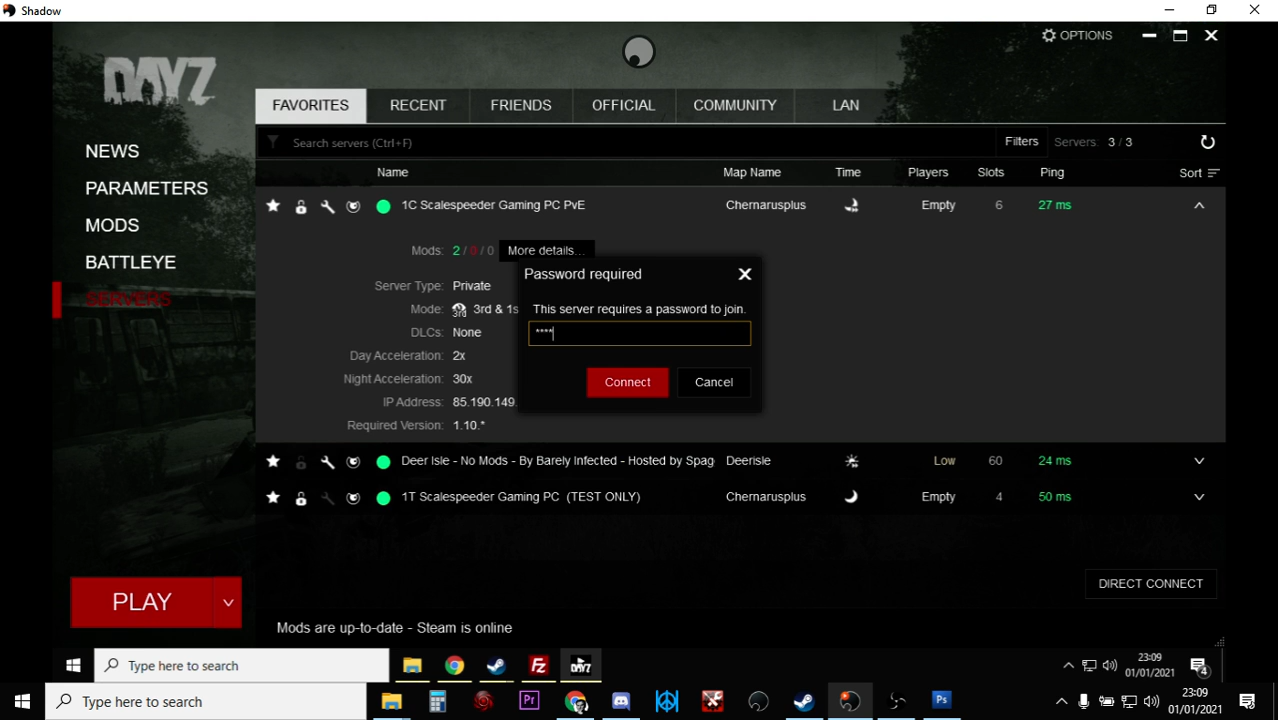 Shadow
OPTIONS
DAYZ
FAVORITES RECENT FRIENDS OFFICIAL COMMUNITY LAN
Search servers (Ctrl+F) Filters Servers: 3 / 3
NEWS
PARAMETERS
MODS
BATTLEYE
SERVERS
Name Map Name Time Players Slots Ping Sort
1C Scalespeeder Gaming PC PvE Chernarusplus Empty 6 27 ms
Mods: 2 / 0 / 0 More details...
Server Type: Private
Mode: 3rd & 1s
DLCs: None
Day Acceleration: 2x
Night Acceleration: 30x
IP Address: 85.190.149.
Required Version: 1.10.*
Password required
This server requires a password to join.
****
Connect Cancel
Deer Isle - No Mods - By Barely Infected - Hosted by Spag Deerisle Low 60 24 ms
1T Scalespeeder Gaming PC (TEST ONLY) Chernarusplus Empty 4 50 ms
DIRECT CONNECT
PLAY
Mods are up-to-date - Steam is online
Type here to search Fz DAYZ 23:09
01/01/2021 4
Type here to search Pr Ps 23:09
01/01/2021